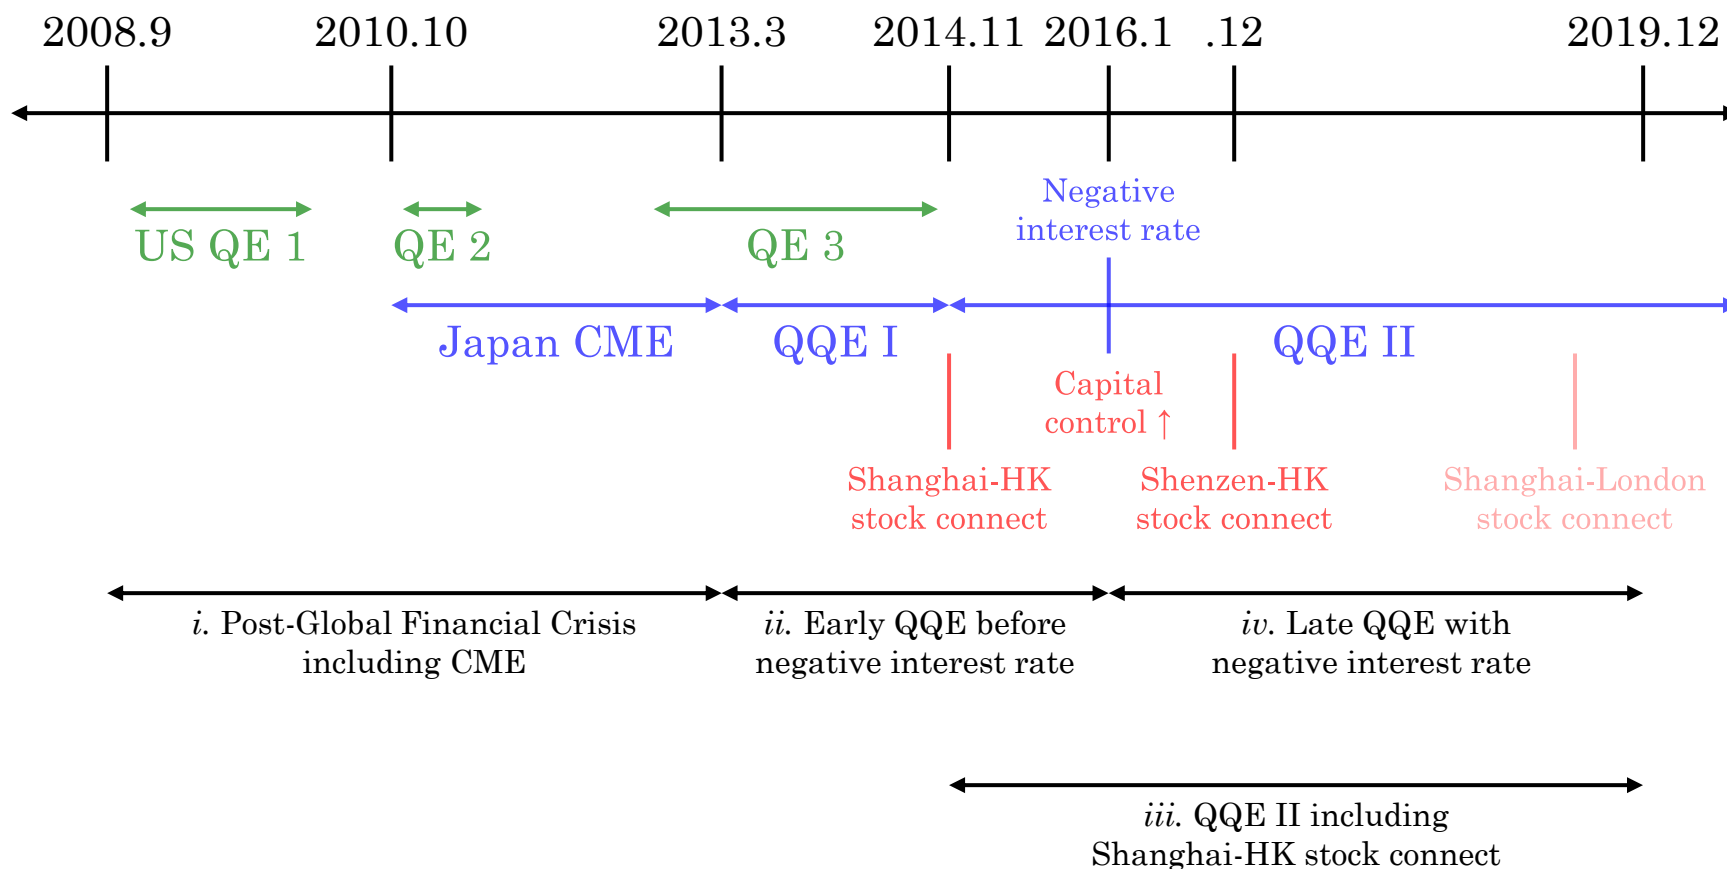 2008.9 2010.10 2013.3 2014.11 2016.1 .12 2019.12
Negative
interest rate
US QE 1 QE 2 QE 3
Japan CME QQE I QQE II
Capital
control ↑
Shanghai-HK
stock connect
Shenzen-HK
stock connect
Shanghai-London
stock connect
i. Post-Global Financial Crisis
including CME
ii. Early QQE before
negative interest rate
iv. Late QQE with
negative interest rate
iii. QQE II including
Shanghai-HK stock connect